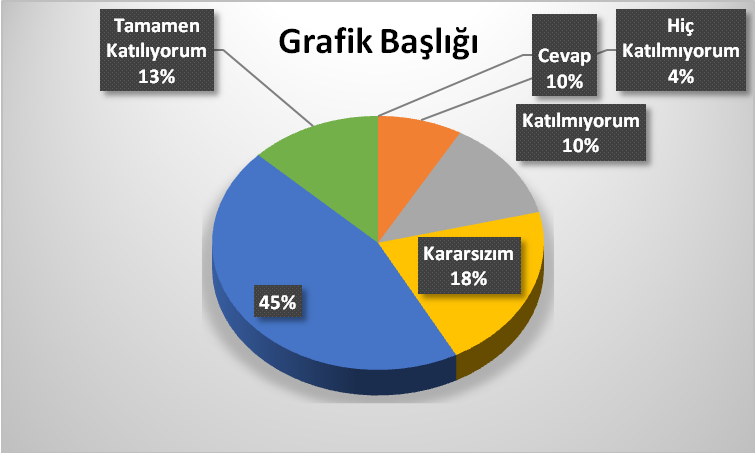 Grafik Başlığı
Tamamen
Katılıyorum
13%
Cevap
10%
Hiç
Katılmıyorum
4%
Katılmıyorum
10%
Kararsızım
18%
45%